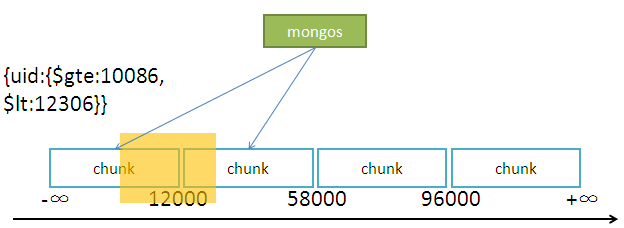 mongos
{uid:{$gte:10086,
$lt:12306}}
chunk chunk chunk chunk
-∞ 12000 58000 96000 +∞